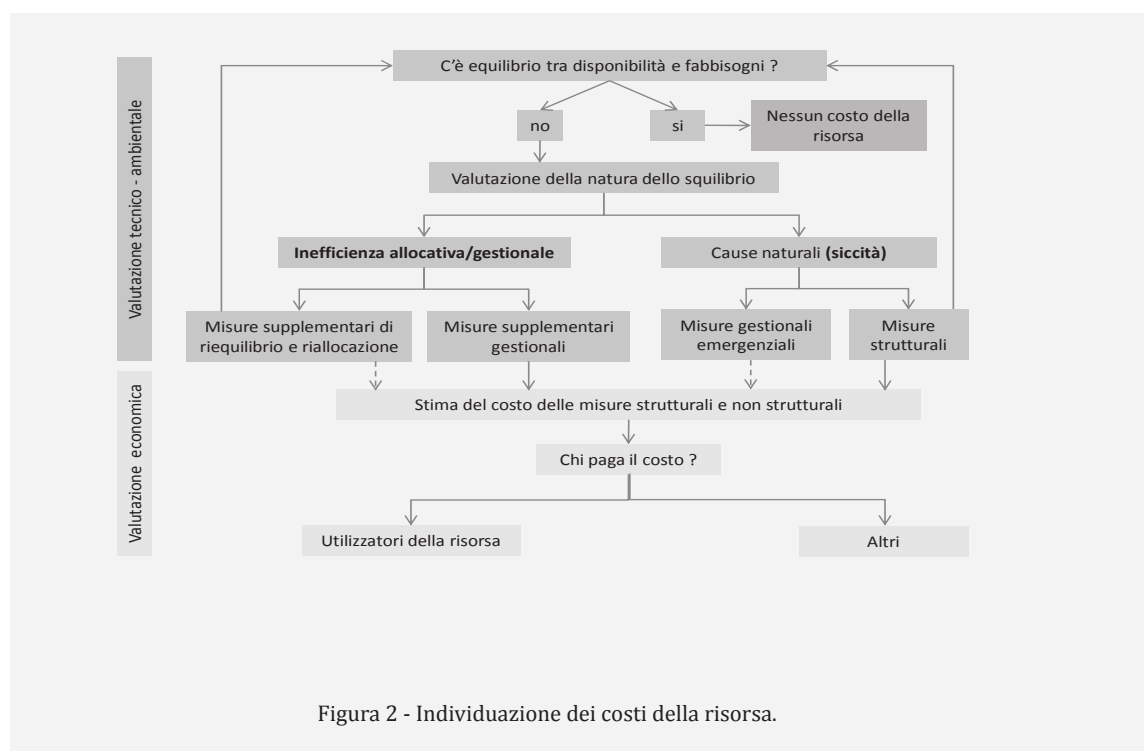 Valutazione tecnico - ambientale
C'è equilibrio tra disponibilità e fabbisogni ?
no
si
Nessun costo della
risorsa
Valutazione della natura dello squilibrio
Inefficienza allocativa/gestionale
Cause naturali (siccità)
Misure supplementari di
riequilibrio e riallocazione
Misure supplementari
gestionali
Misure gestionali
emergenziali
Misure
strutturali
Valutazione economica
Stima del costo delle misure strutturali e non strutturali
Chi paga il costo ?
Utilizzatori della risorsa
Altri
Figura 2 - Individuazione dei costi della risorsa.